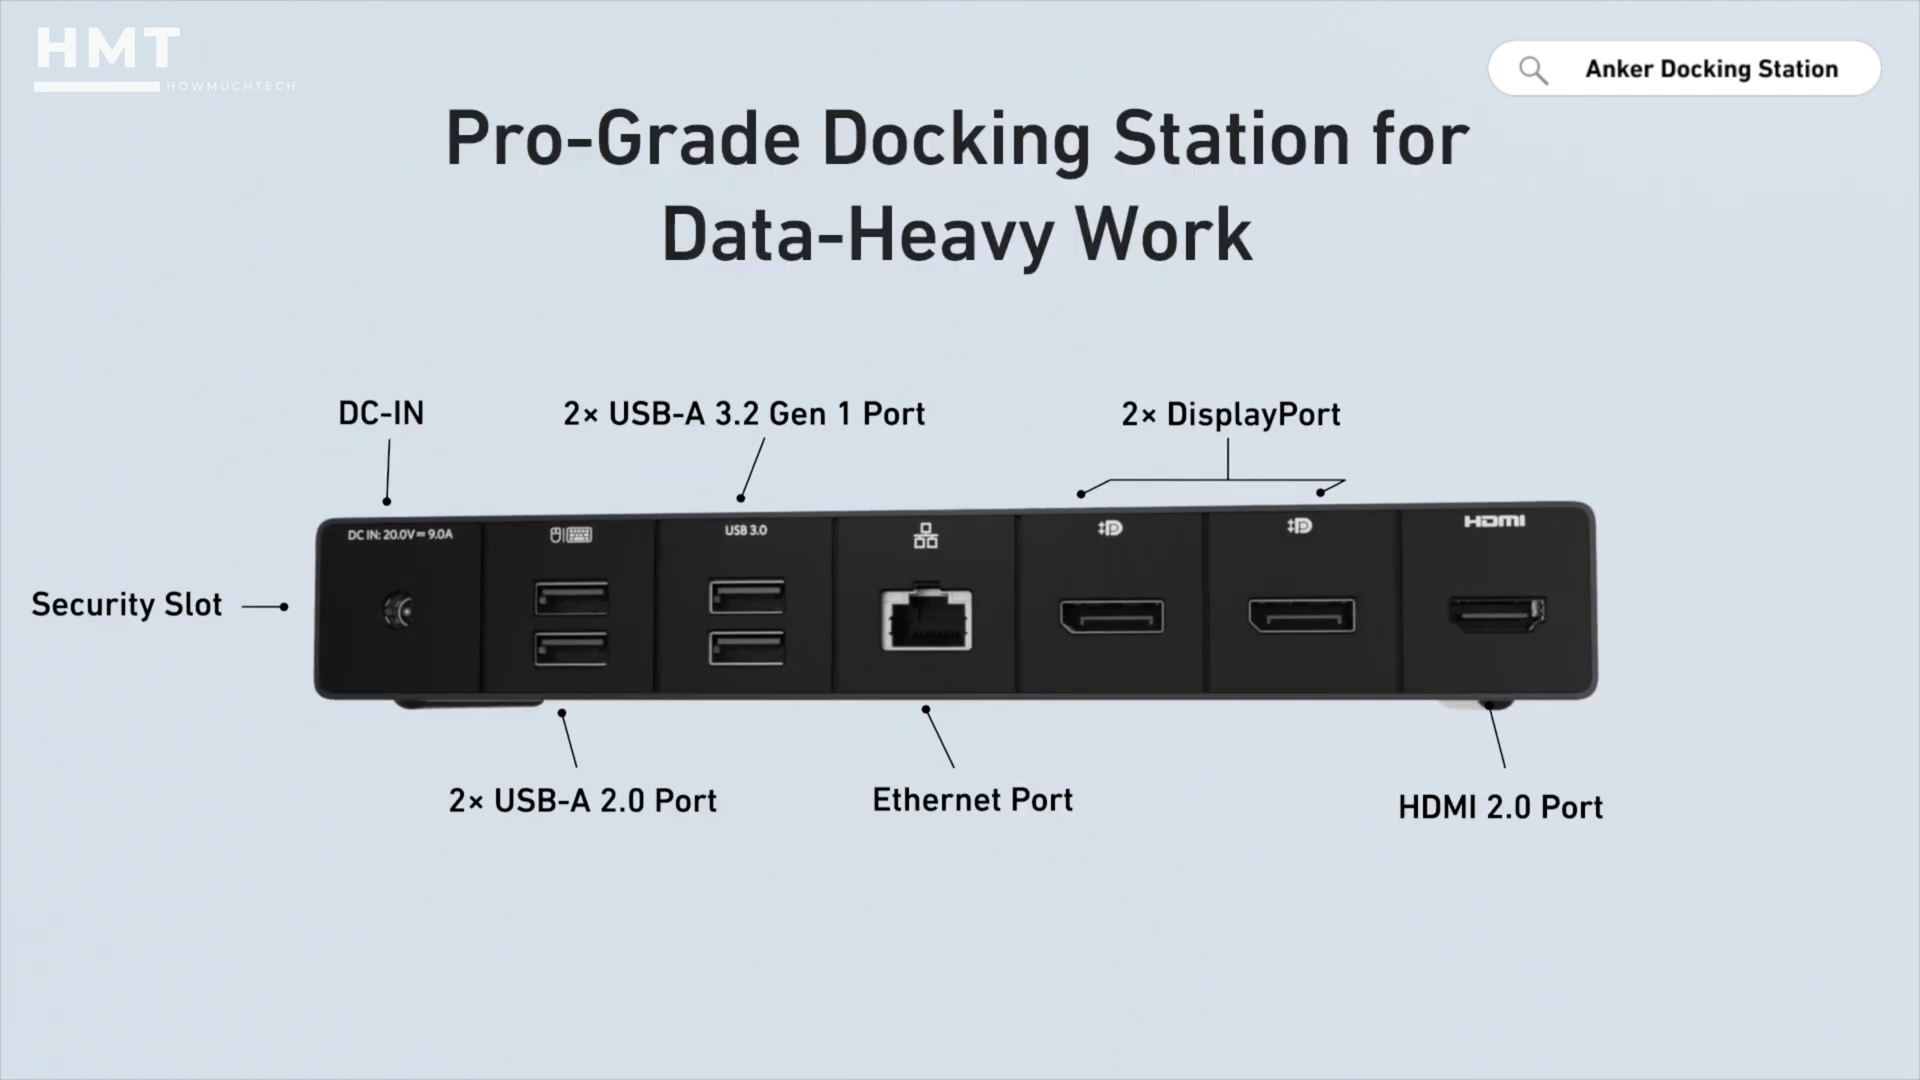 HMT
HOWMUCHTECH
Anker Docking Station
Pro-Grade Docking Station for
Data-Heavy Work
DC-IN
2× USB-A 3.2 Gen 1 Port
2× DisplayPort
DC IN: 20.0V⎓9.0A
USB 3.0
HDMI
Security Slot
2× USB-A 2.0 Port
Ethernet Port
HDMI 2.0 Port